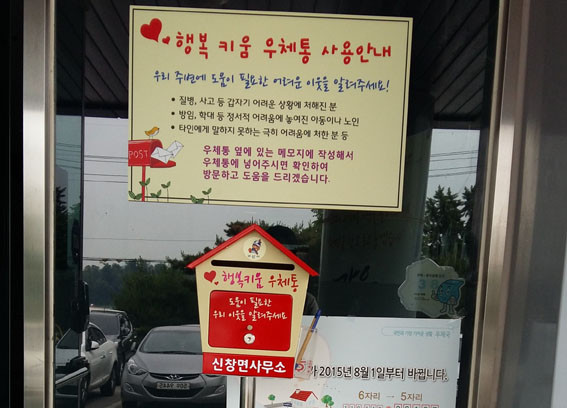 행복 키움 우체통 사용안내
우리 주변에 도움이 필요한 어려운 이웃을 알려주세요!
• 질병, 사고 등 갑자기 어려운 상황에 처해진 분
• 방임, 학대 등 정서적 어려움에 놓여진 아동이나 노인
• 타인에게 말하지 못하는 극히 어려움에 처한 분 등
우체통 옆에 있는 메모지에 작성해서
우체통에 넣어주시면 확인하여
방문하고 도움을 드리겠습니다.
POST
행복키움 우체통
도움이 필요한
우리 이웃을 알려주세요
신창면사무소
가 2015년 8월 1일부터 바뀝니다.
6자리 → 5자리